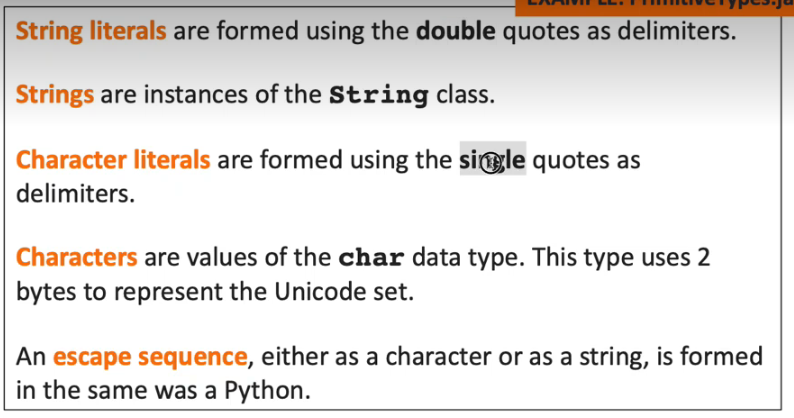 EXAMPLE: PrimitiveTypes.ja
String literals are formed using the double quotes as delimiters.
Strings are instances of the String class.
Character literals are formed using the single quotes as
delimiters.
Characters are values of the char data type. This type uses 2
bytes to represent the Unicode set.
An escape sequence, either as a character or as a string, is formed
in the same was a Python.